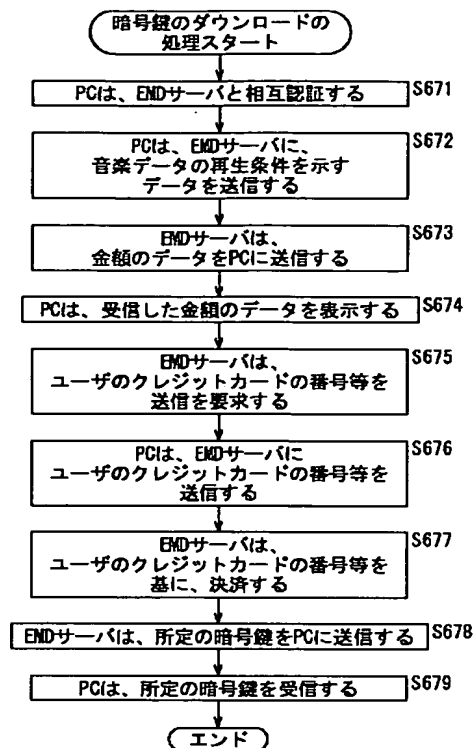 暗号鍵のダウンロードの
処理スタート
PCは、EMDサーバと相互認証する
S671
PCは、EMDサーバに、
音楽データの再生条件を示す
データを送信する
S672
EMDサーバは、
金額のデータをPCに送信する
S673
PCは、受信した金額のデータを表示する
S674
EMDサーバは、
ユーザのクレジットカードの番号等を
送信を要求する
S675
PCは、EMDサーバに
ユーザのクレジットカードの番号等を
送信する
S676
EMDサーバは、
ユーザのクレジットカードの番号等を
基に、決済する
S677
EMDサーバは、所定の暗号鍵をPCに送信する
S678
PCは、所定の暗号鍵を受信する
S679
エンド